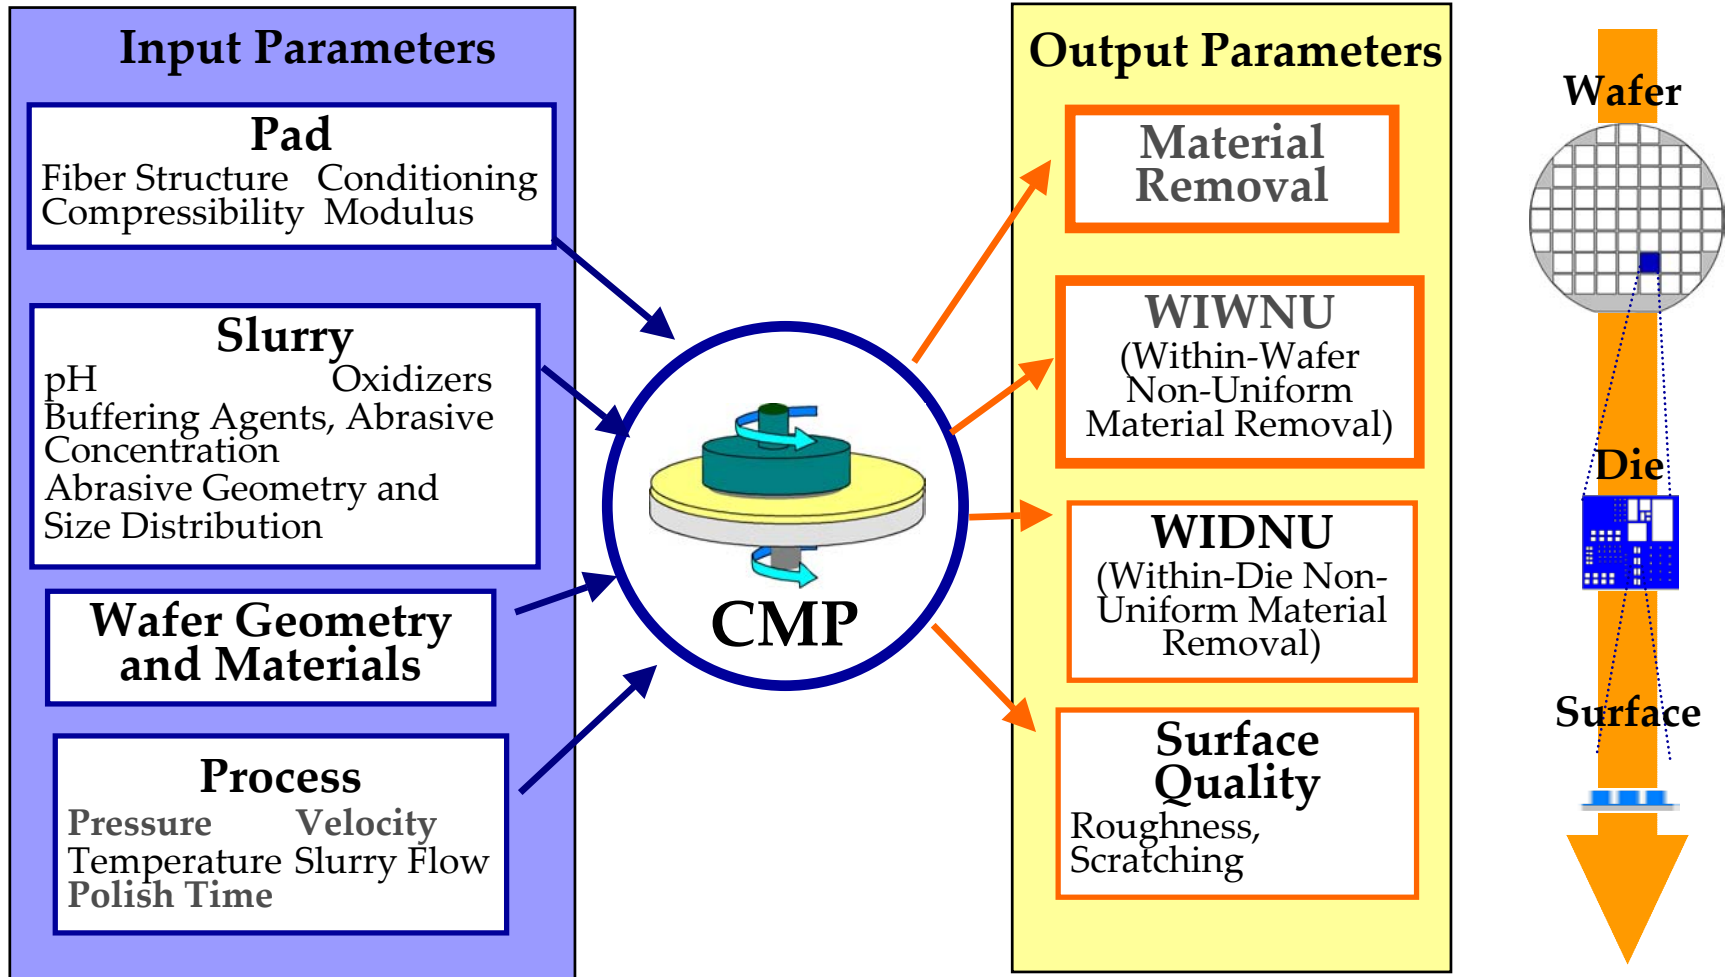 Input Parameters
Pad
Fiber Structure Conditioning
Compressibility Modulus
Slurry
pH Oxidizers
Buffering Agents, Abrasive
Concentration
Abrasive Geometry and
Size Distribution
Wafer Geometry
and Materials
Process
Pressure Velocity
Temperature Slurry Flow
Polish Time
CMP
Output Parameters
Material
Removal
WIWNU
(Within-Wafer
Non-Uniform
Material Removal)
WIDNU
(Within-Die Non-
Uniform Material
Removal)
Surface
Quality
Roughness,
Scratching
Wafer
Die
Surface